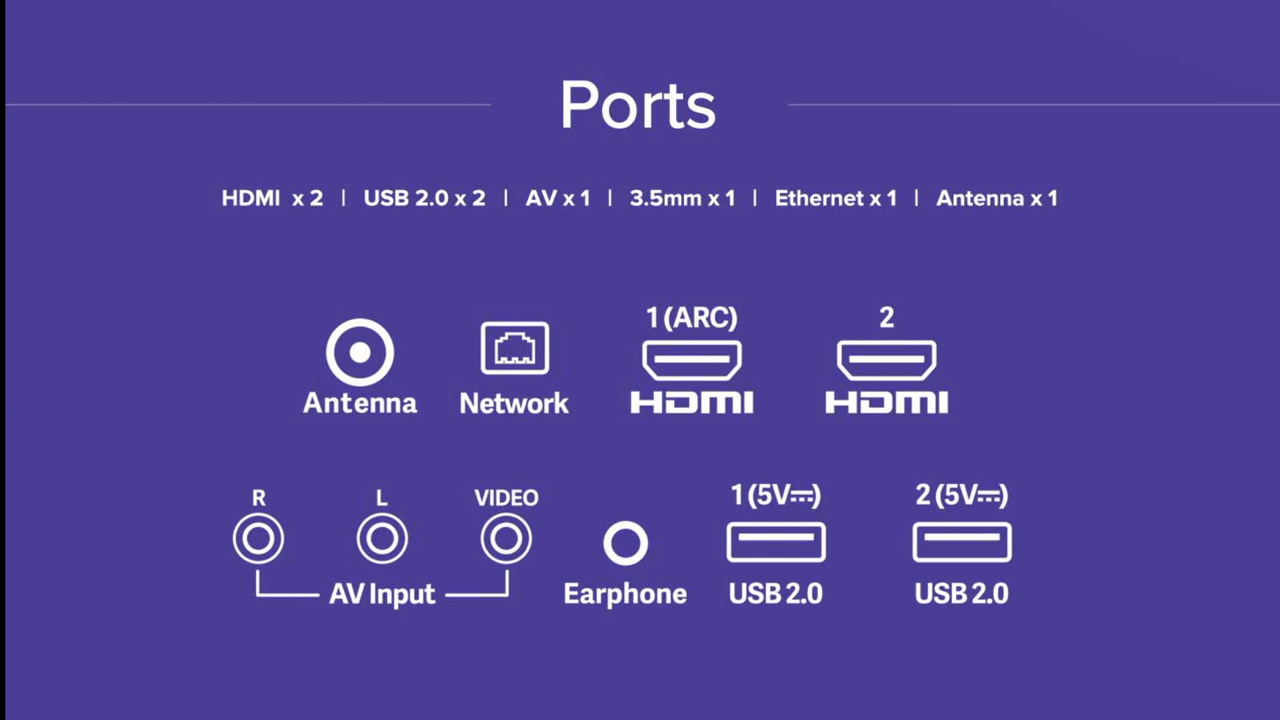 Ports
HDMI x 2 | USB 2.0 x 2 | AV x 1 | 3.5mm x 1 | Ethernet x 1 | Antenna x 1
1 (ARC) 2
Antenna Network HDMI HDMI
R L VIDEO 1 (5V⎓) 2 (5V⎓)
AV Input Earphone USB 2.0 USB 2.0